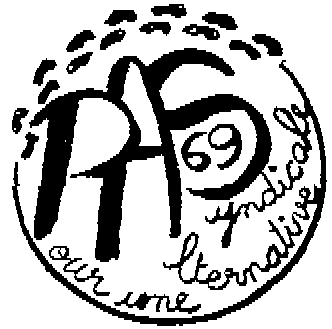 PAS
69
our une
lternative
yndicale